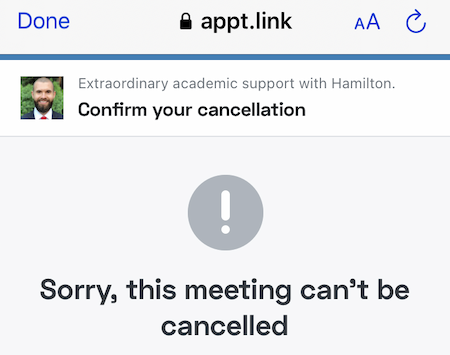 Done appt.link AA
Extraordinary academic support with Hamilton.
Confirm your cancellation
!
Sorry, this meeting can't be
cancelled